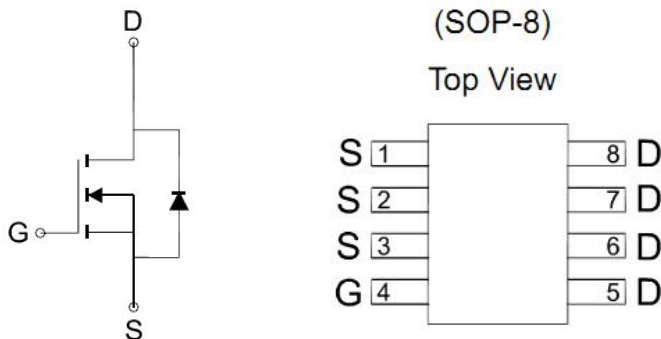 D
G
S
(SOP-8)
Top View
S 1 8 D
S 2 7 D
S 3 6 D
G 4 5 D